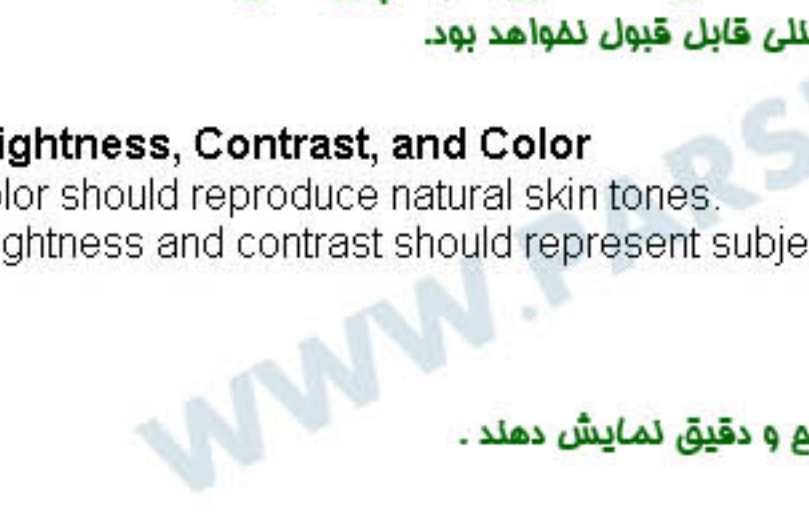 قابل قبول نخواهد بود.
ightness, Contrast, and Color
olor should reproduce natural skin tones.
ightness and contrast should represent subje
و دقیق نمایش دهند .
WWW.PARS